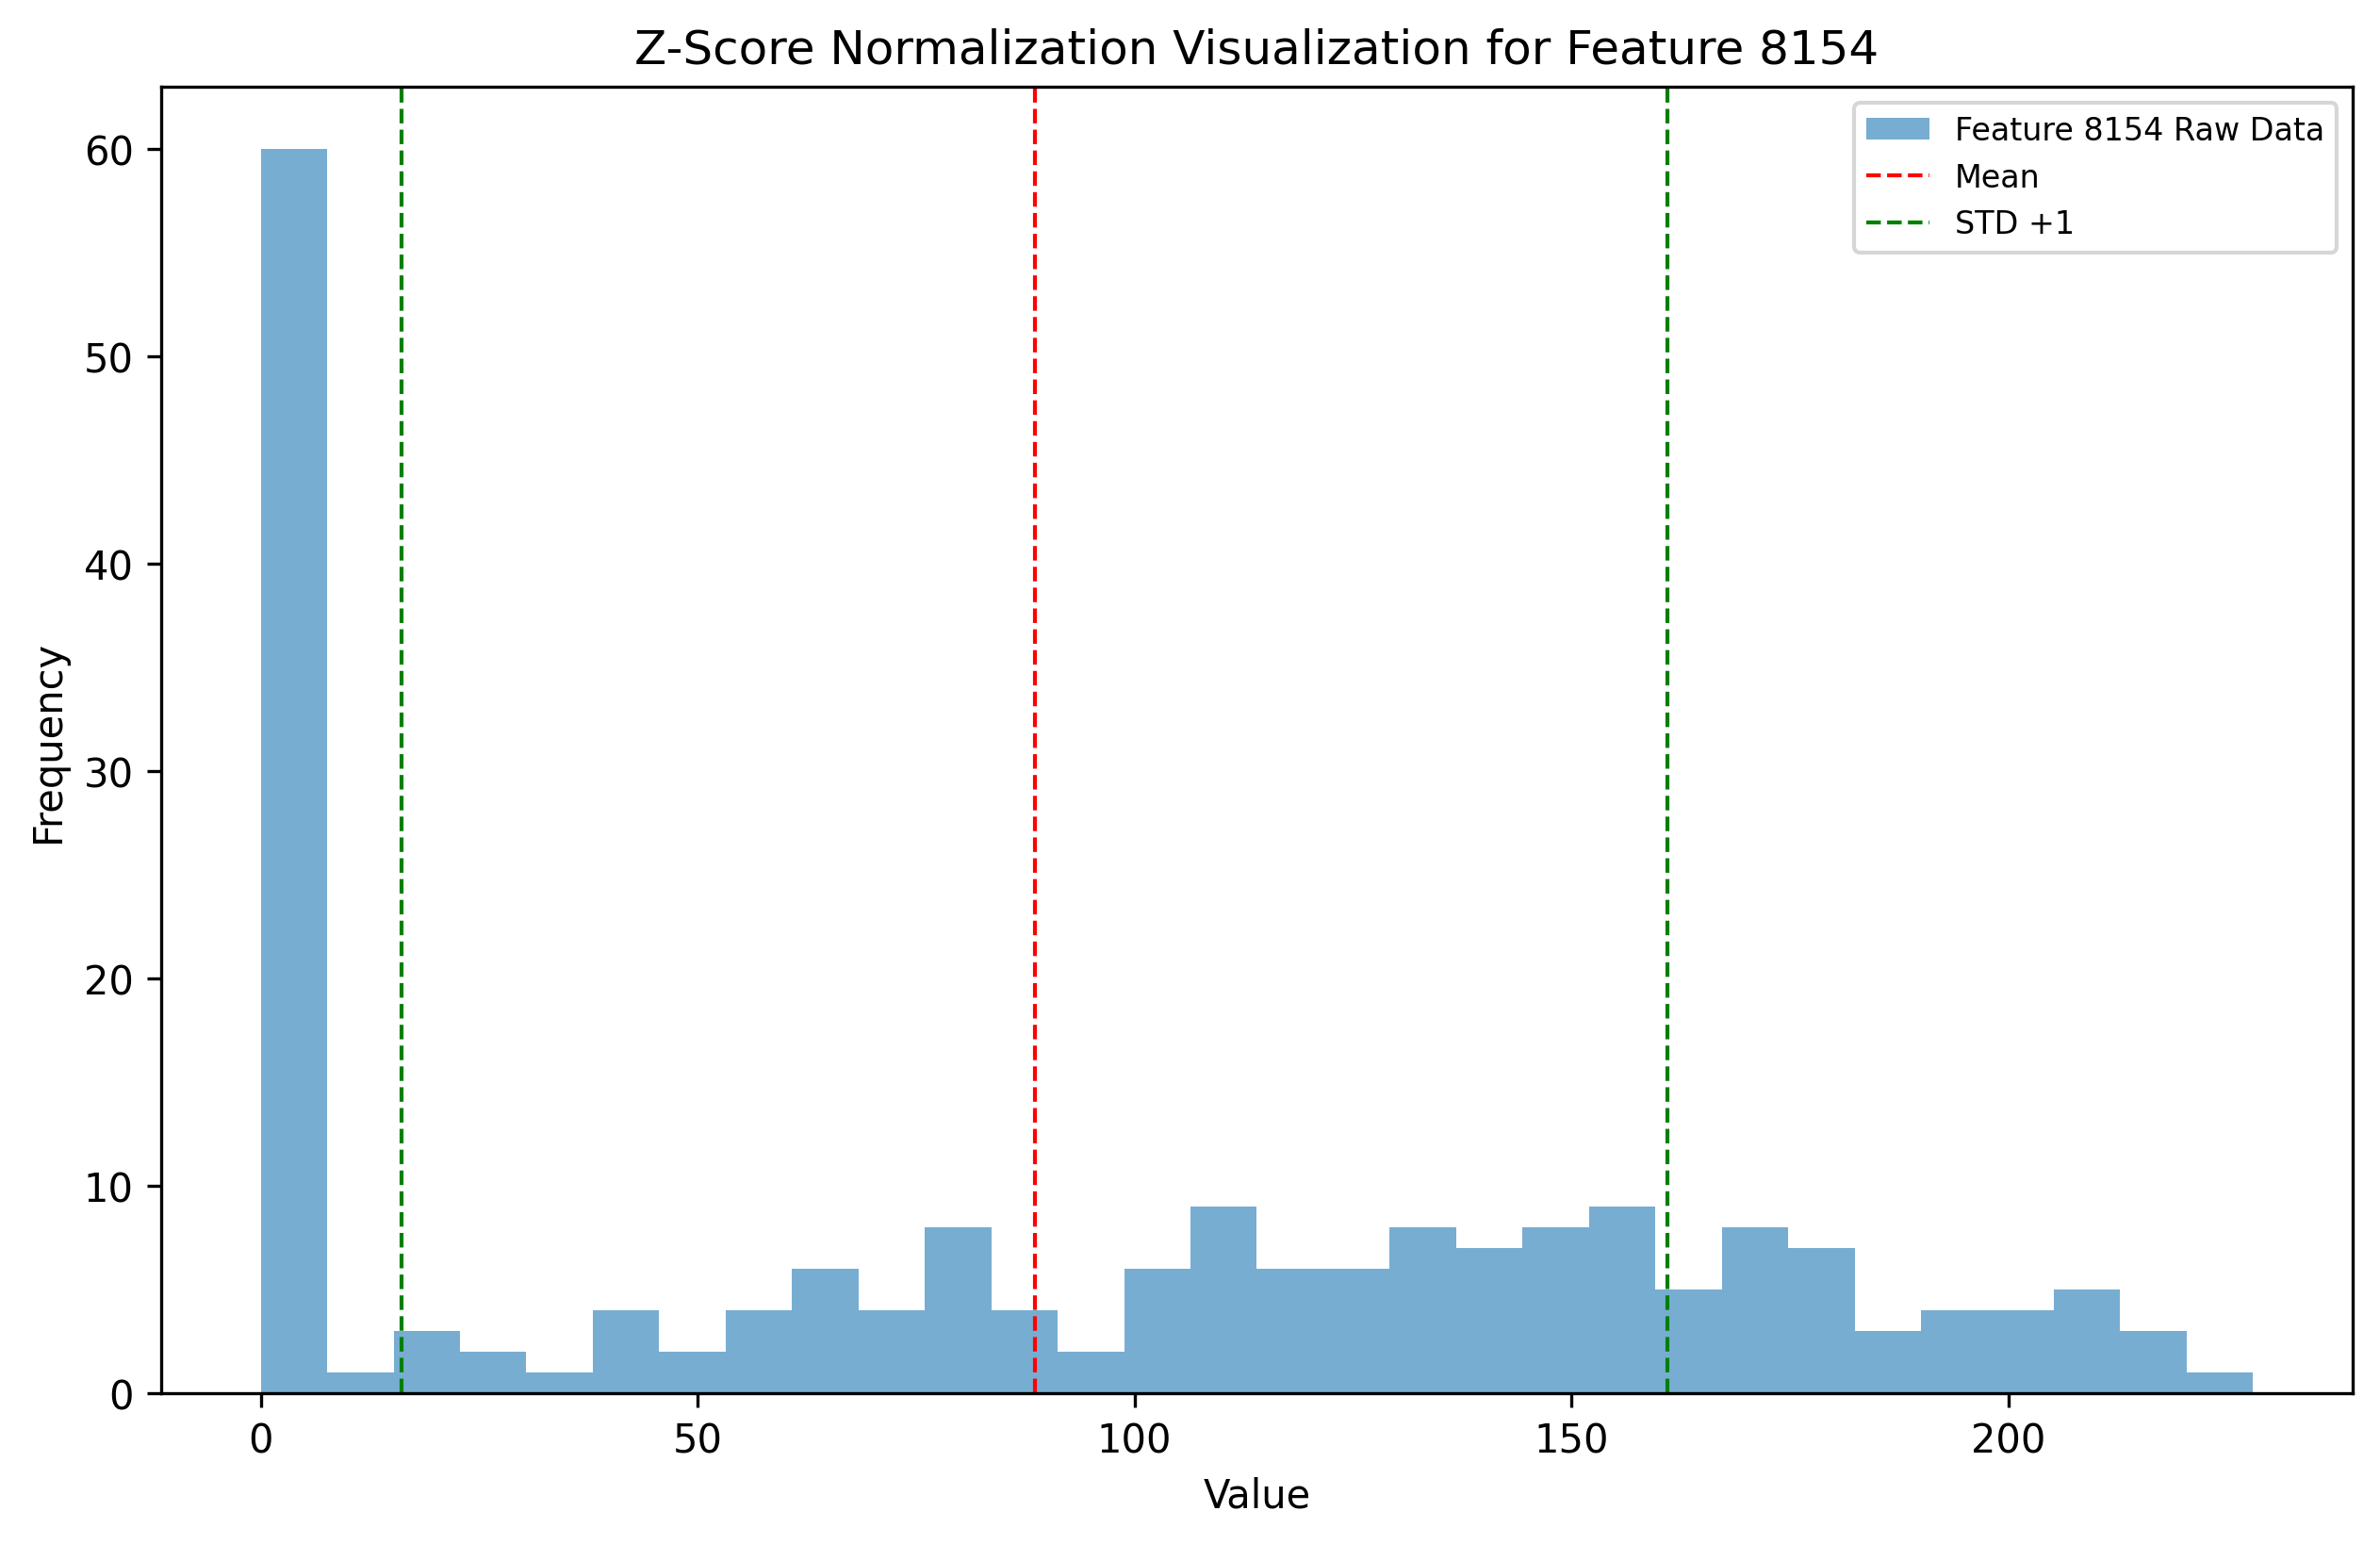 Z-Score Normalization Visualization for Feature 8154
Feature 8154 Raw Data
Mean
STD +1
Frequency
60
50
40
30
20
10
0
0 50 100 150 200
Value